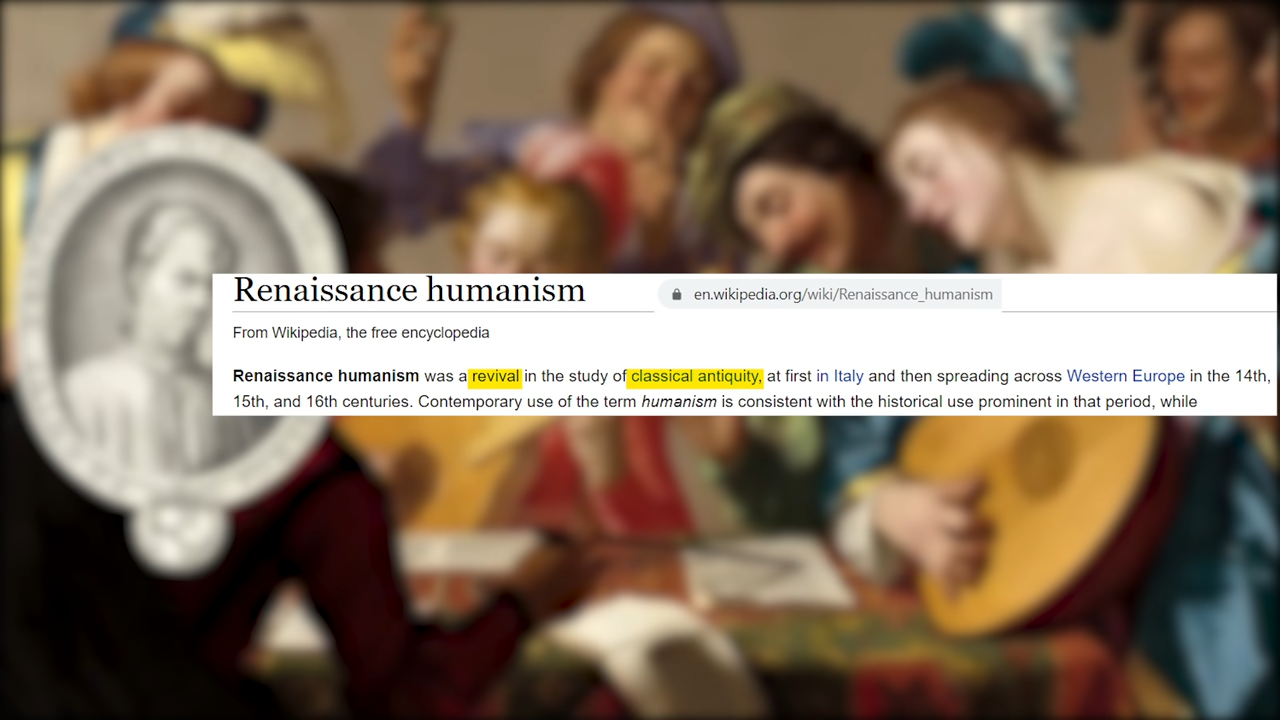 Renaissance humanism
en.wikipedia.org/wiki/Renaissance_humanism
From Wikipedia, the free encyclopedia
Renaissance humanism was a revival in the study of classical antiquity, at first in Italy and then spreading across Western Europe in the 14th,
15th, and 16th centuries. Contemporary use of the term humanism is consistent with the historical use prominent in that period, while